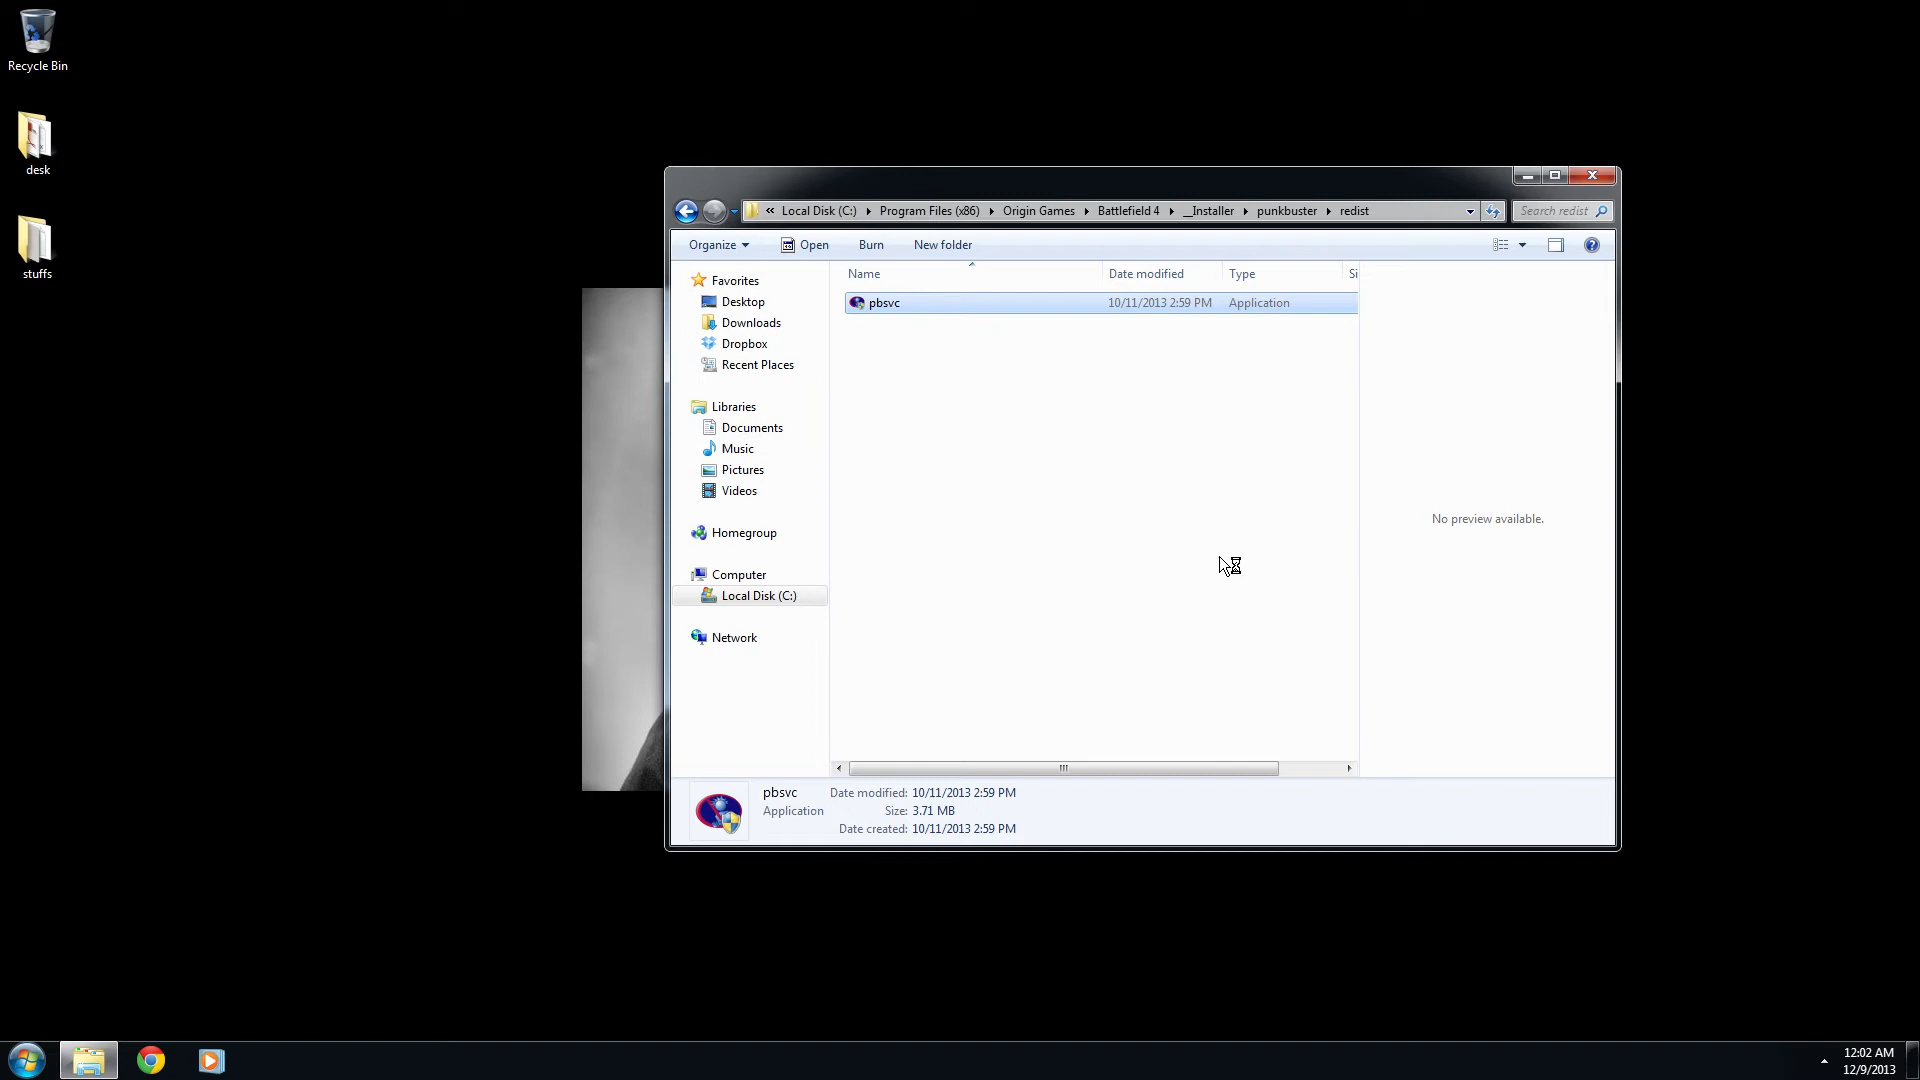 Recycle Bin
desk
stuffs
« Local Disk (C:) Program Files (x86) Origin Games Battlefield 4 __Installer punkbuster redist
Search redist
Organize Open Burn New folder
Name Date modified Type Si
pbsvc 10/11/2013 2:59 PM Application
Favorites
Desktop
Downloads
Dropbox
Recent Places
Libraries
Documents
Music
Pictures
Videos
Homegroup
Computer
Local Disk (C:)
Network
No preview available.
pbsvc Date modified: 10/11/2013 2:59 PM
Application Size: 3.71 MB
Date created: 10/11/2013 2:59 PM
12:02 AM
12/9/2013